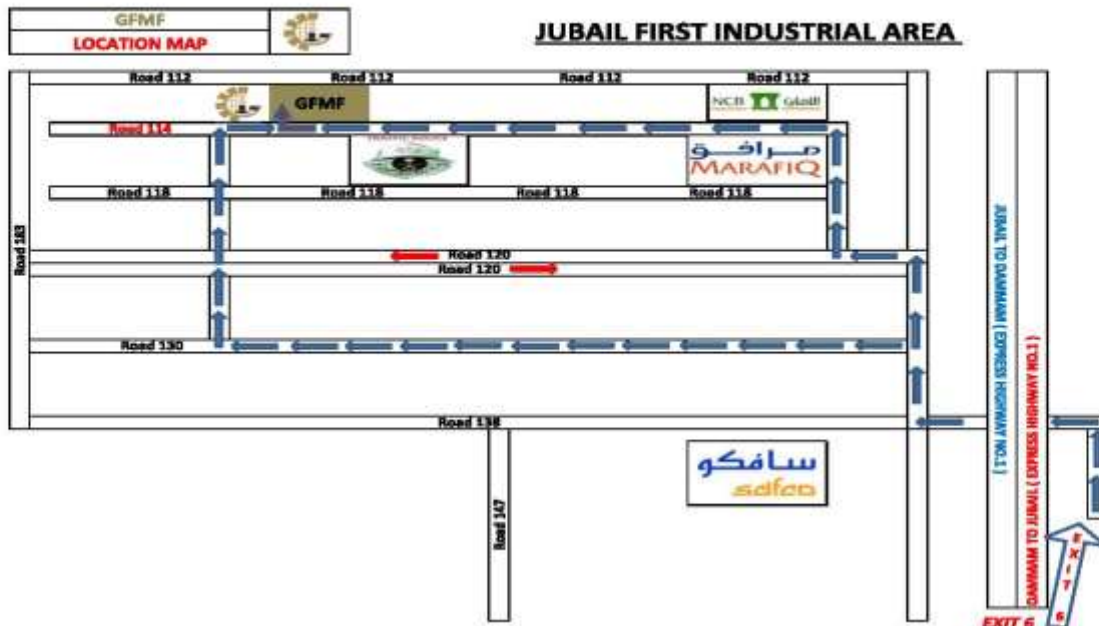 GFMF
LOCATION MAP
JUBAIL FIRST INDUSTRIAL AREA
Road 112 Road 112 Road 112 Road 112
GFMF
NCB الأهلي
Road 114
مرافق
MARAFIQ
Road 118 Road 118 Road 118 Road 118
Road 163
Road 120
Road 120
Road 130
Road 138
سافكو
safco
Road 147
JUBAIL TO DAMMAM ( EXPRESS HIGHWAY NO.1 )
DAMMAM TO JUBAIL ( EXPRESS HIGHWAY NO.1 )
EXIT 6
EXIT 6